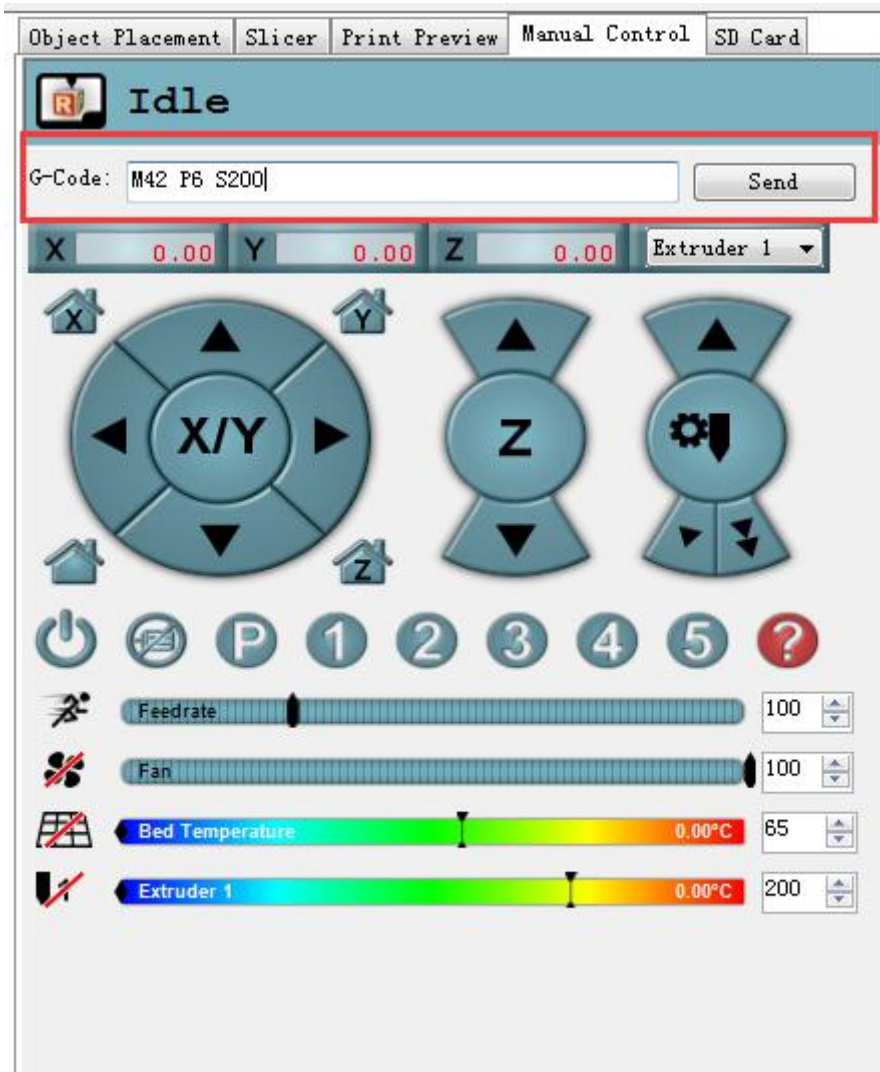 Object Placement Slicer Print Preview Manual Control SD Card
R Idle
G-Code: M42 P6 S200 Send
X 0.00 Y 0.00 Z 0.00 Extruder 1
X Y
X/Y Z
Z
P 1 2 3 4 5 ?
Feedrate 100
Fan 100
Bed Temperature 0.00°C 65
1 Extruder 1 0.00°C 200